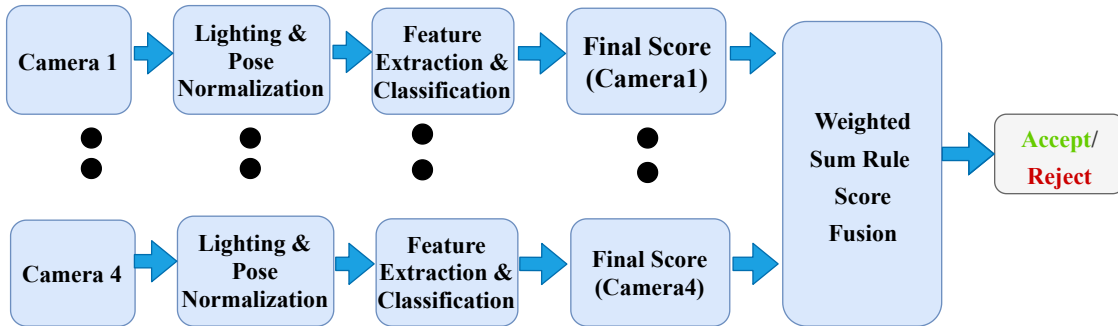 Camera 1
Lighting &
Pose
Normalization
Feature
Extraction &
Classification
Final Score
(Camera1)
Camera 4
Lighting &
Pose
Normalization
Feature
Extraction &
Classification
Final Score
(Camera4)
Weighted
Sum Rule
Score
Fusion
Accept/
Reject